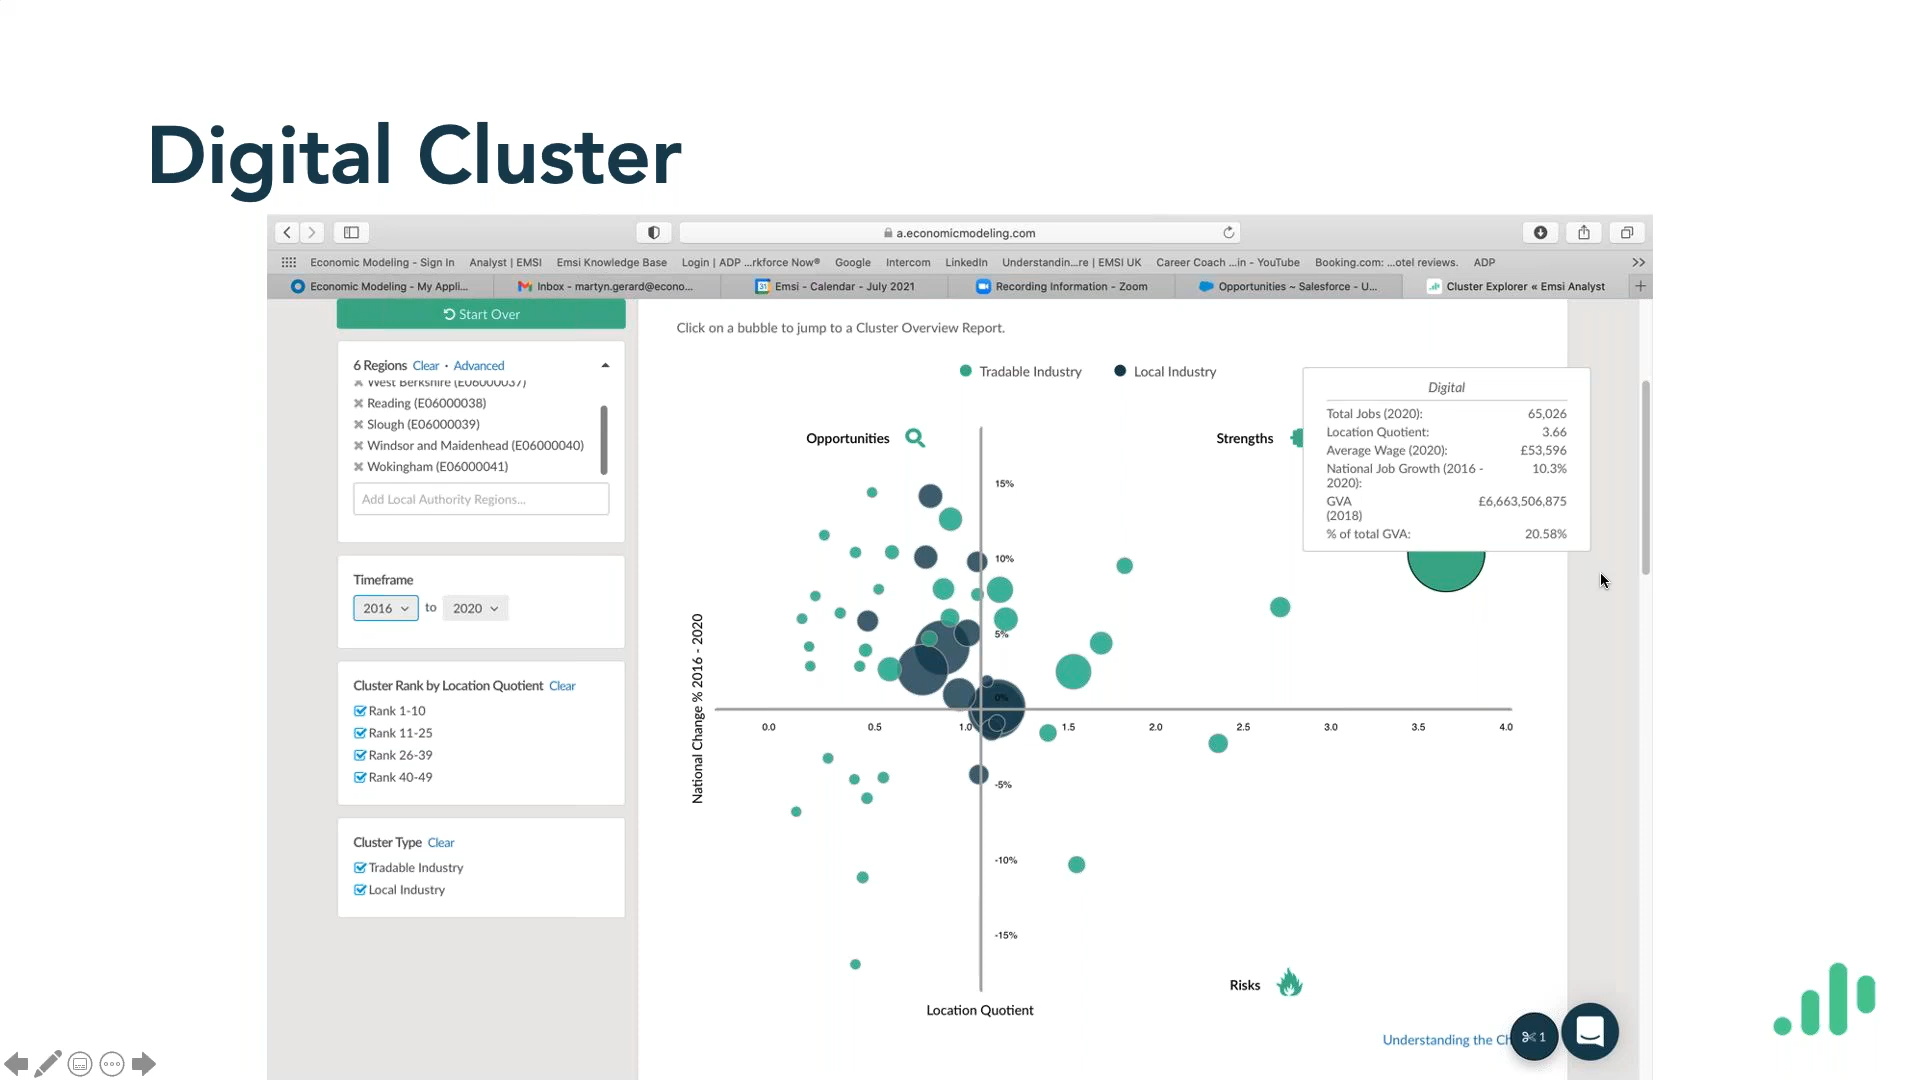 Digital Cluster
a.economicmodeling.com
Economic Modeling - Sign In
Analyst | EMSI
Emsi Knowledge Base
Login | ADP ...rkforce Now®
Google
Intercom
LinkedIn
Understandin...re | EMSI UK
Career Coach ...in - YouTube
Booking.com: ...otel reviews.
ADP
Economic Modeling - My Appli...
Inbox - martyn.gerard@econo...
31
Emsi - Calendar - July 2021
Recording Information - Zoom
Opportunities ~ Salesforce - U...
Cluster Explorer « Emsi Analyst
Start Over
6 Regions Clear · Advanced
West Berkshire (E06000037)
Reading (E06000038)
Slough (E06000039)
Windsor and Maidenhead (E06000040)
Wokingham (E06000041)
Add Local Authority Regions...
Timeframe
2016 to 2020
Cluster Rank by Location Quotient Clear
Rank 1-10
Rank 11-25
Rank 26-39
Rank 40-49
Cluster Type Clear
Tradable Industry
Local Industry
Click on a bubble to jump to a Cluster Overview Report.
Tradable Industry
Local Industry
Opportunities
Strengths
Digital
Total Jobs (2020): 65,026
Location Quotient: 3.66
Average Wage (2020): £53,596
National Job Growth (2016 - 10.3%
2020):
GVA £6,663,506,875
(2018)
% of total GVA: 20.58%
15%
10%
5%
0%
National Change % 2016 - 2020
0.0 0.5 1.0 1.5 2.0 2.5 3.0 3.5 4.0
-5%
-10%
-15%
Risks
Location Quotient
Understanding the Ch
1